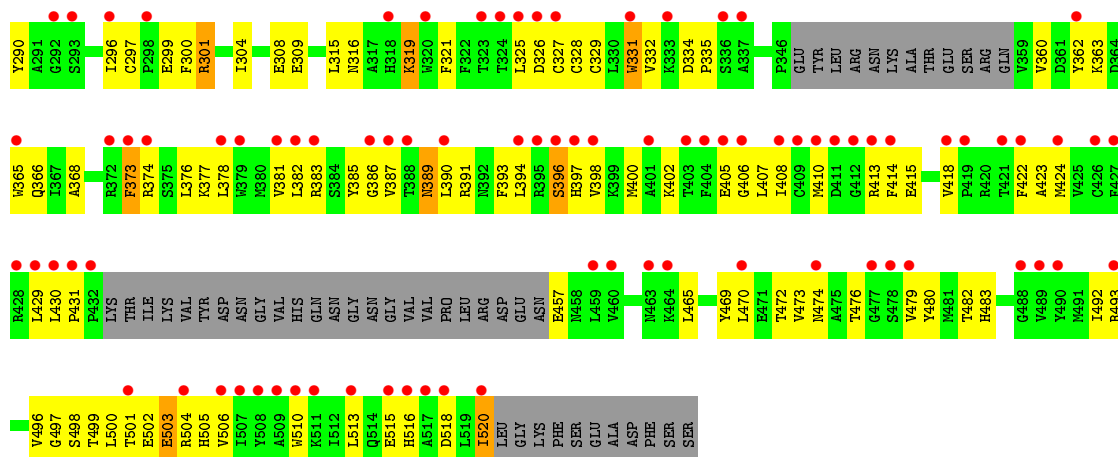 Y290 A291 G292 S293 I296 C297 P298 E299 F300 R301 I304 E308 E309 L315 N316 A317 H318 K319 W320 F321 F322 T323 T324 L325 D326 C327 C328 C329 L330 W331 V332 K333 D334 P335 S336 A337 P346 GLU TYR LEU ARG ASN LYS ALA THR GLU SER ARG GLN V359 V360 D361 Y362 K363 D364
W365 Q366 I367 A368 R372 F373 R374 S375 L376 K377 L378 W379 M380 V381 L382 R383 S384 Y385 G386 V387 T388 N389 L390 R391 N392 F393 L394 R395 S396 H397 V398 K399 M400 A401 K402 T403 F404 E405 G406 L407 I408 C409 M410 D411 G412 R413 F414 E415 V418 P419 R420 T421 F422 A423 M424 V425 C426 F427
R428 L429 L430 P431 P432 LYS THR ILE LYS VAL TYR ASP ASN GLY VAL HIS GLN ASN GLY ASN GLY VAL VAL PRO LEU ARG ASP GLU ASN E457 N458 L459 V460 N463 K464 L465 Y469 L470 E471 T472 V473 N474 A475 T476 G477 S478 V479 Y480 M481 T482 H483 G488 V489 Y490 M491 I492 R493
V496 G497 S498 T499 L500 T501 E502 E503 R504 H505 V506 I507 Y508 A509 W510 K511 I512 L513 Q514 E515 H516 A517 D518 A519 I520 LEU GLY LYS PHE SER GLU ALA ASP PHE SER SER